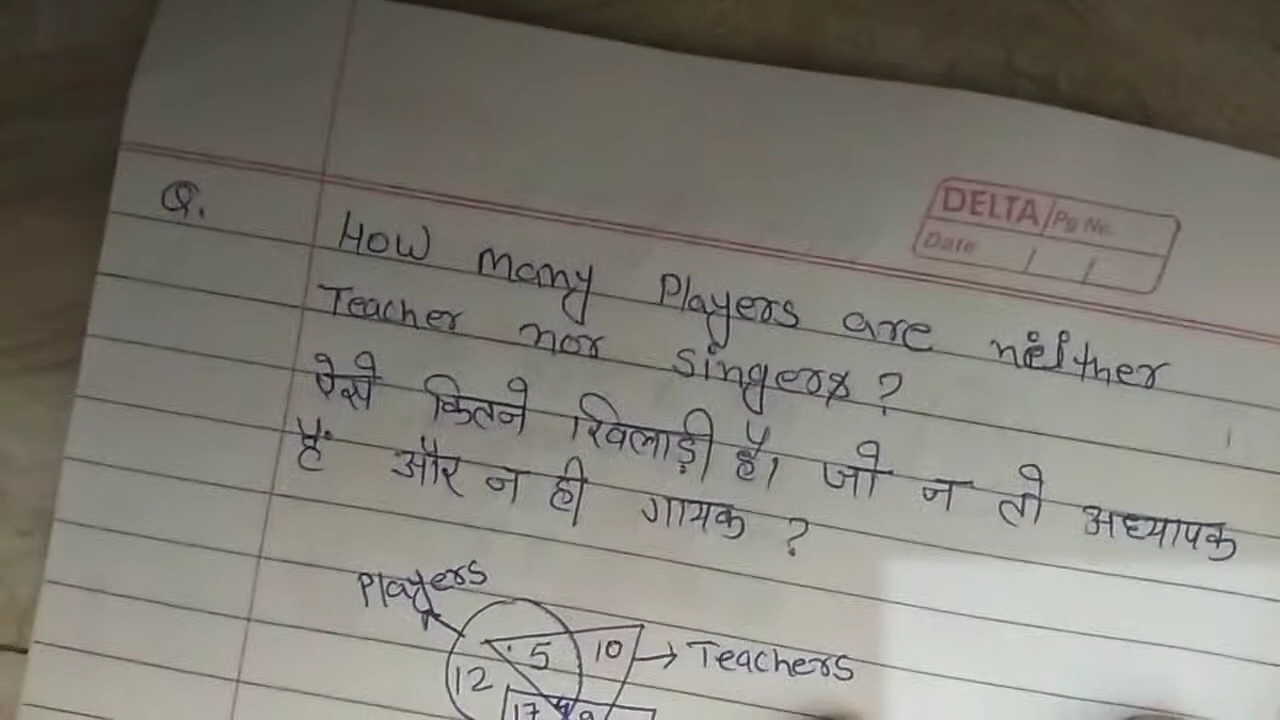 DELTA Pg No.
Date / /
Q. How many Players are neither
Teacher nor singers?
ऐसे कितने खिलाड़ी है। जो न तो अध्यापक
है और न ही गायक ?
Players
5 10 → Teachers
12
17